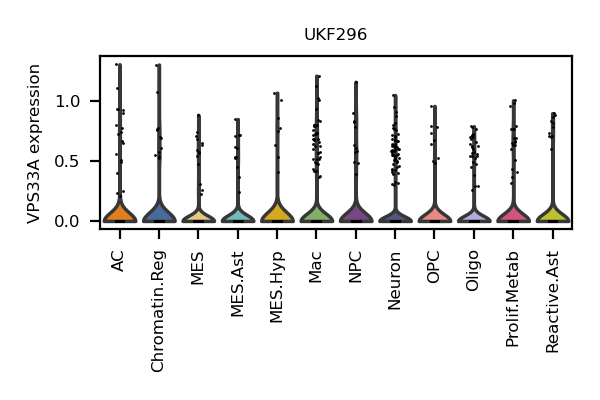 UKF296
VPS33A expression
1.0
0.5
0.0
AC
Chromatin.Reg
MES
MES.Ast
MES.Hyp
Mac
NPC
Neuron
OPC
Oligo
Prolif.Metab
Reactive.Ast